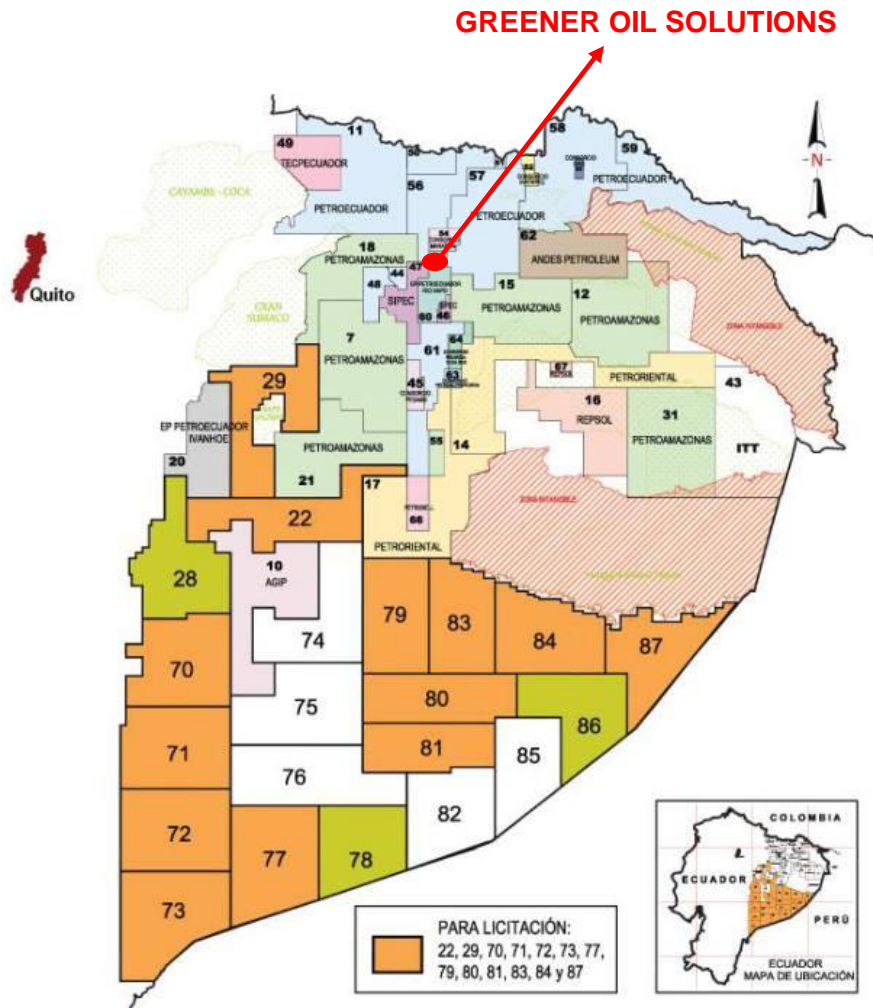 GREENER OIL SOLUTIONS
11
58
59
49
TECPECUADOR
56
57
PETROECUADOR
CAYAMBE - COCA
PETROECUADOR
PETROECUADOR
-N-
54
18
PETROAMAZONAS
47
44
48
62
ANDES PETROLEUM
Quito
GRAN
SUMACO
SIPEC
15
PETROAMAZONAS
12
PETROAMAZONAS
60
46
ZONA INTANGIBLE
7
PETROAMAZONAS
61
64
63
PETRORIENTAL
67
REPSOL
43
29
45
16
REPSOL
31
PETROAMAZONAS
ITT
EP PETROECUADOR
IVANHOE
20
PETROAMAZONAS
21
14
55
17
66
ZONA INTANGIBLE
PETRORIENTAL
22
28
10
AGIP
74
79
83
84
87
70
75
80
86
71
81
85
76
72
82
77
78
73
PARA LICITACIÓN:
22, 29, 70, 71, 72, 73, 77,
79, 80, 81, 83, 84 y 87
COLOMBIA
ECUADOR
PERÚ
ECUADOR
MAPA DE UBICACIÓN